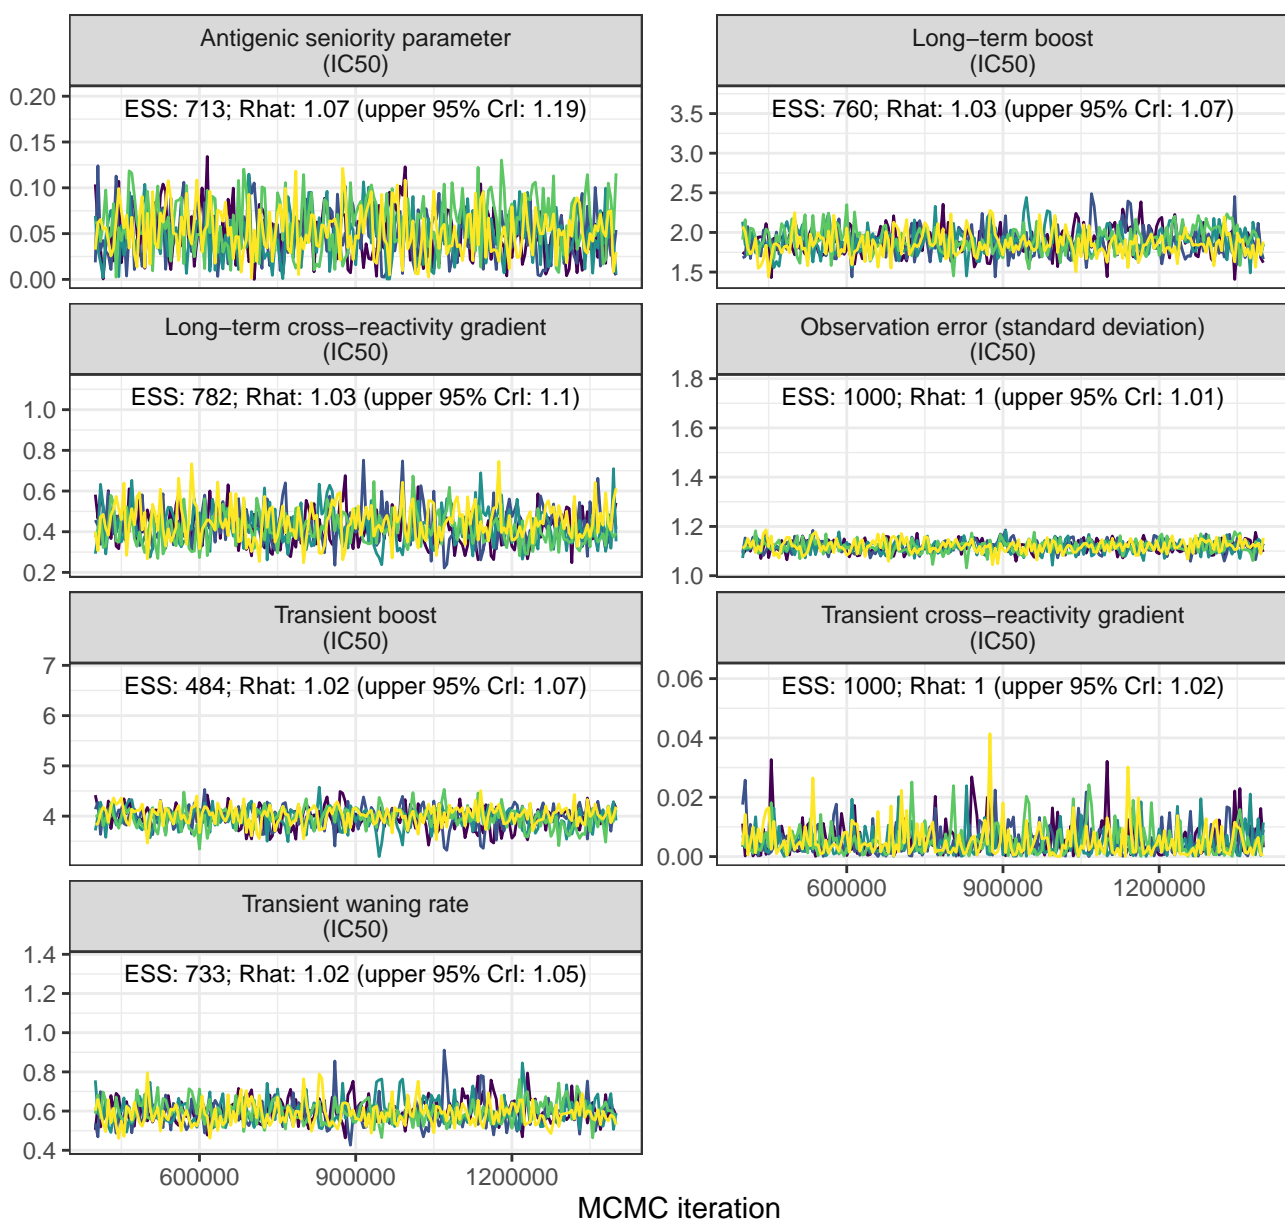 Antigenic seniority parameter
(IC50)
ESS: 713; Rhat: 1.07 (upper 95% CrI: 1.19)
0.20
0.15
0.10
0.05
0.00
Long−term boost
(IC50)
ESS: 760; Rhat: 1.03 (upper 95% CrI: 1.07)
3.5
3.0
2.5
2.0
1.5
Long−term cross−reactivity gradient
(IC50)
ESS: 782; Rhat: 1.03 (upper 95% CrI: 1.1)
1.0
0.8
0.6
0.4
0.2
Observation error (standard deviation)
(IC50)
ESS: 1000; Rhat: 1 (upper 95% CrI: 1.01)
1.8
1.6
1.4
1.2
1.0
Transient boost
(IC50)
ESS: 484; Rhat: 1.02 (upper 95% CrI: 1.07)
7
6
5
4
Transient cross−reactivity gradient
(IC50)
ESS: 1000; Rhat: 1 (upper 95% CrI: 1.02)
0.06
0.04
0.02
0.00
600000 900000 1200000
Transient waning rate
(IC50)
ESS: 733; Rhat: 1.02 (upper 95% CrI: 1.05)
1.4
1.2
1.0
0.8
0.6
0.4
600000 900000 1200000
MCMC iteration